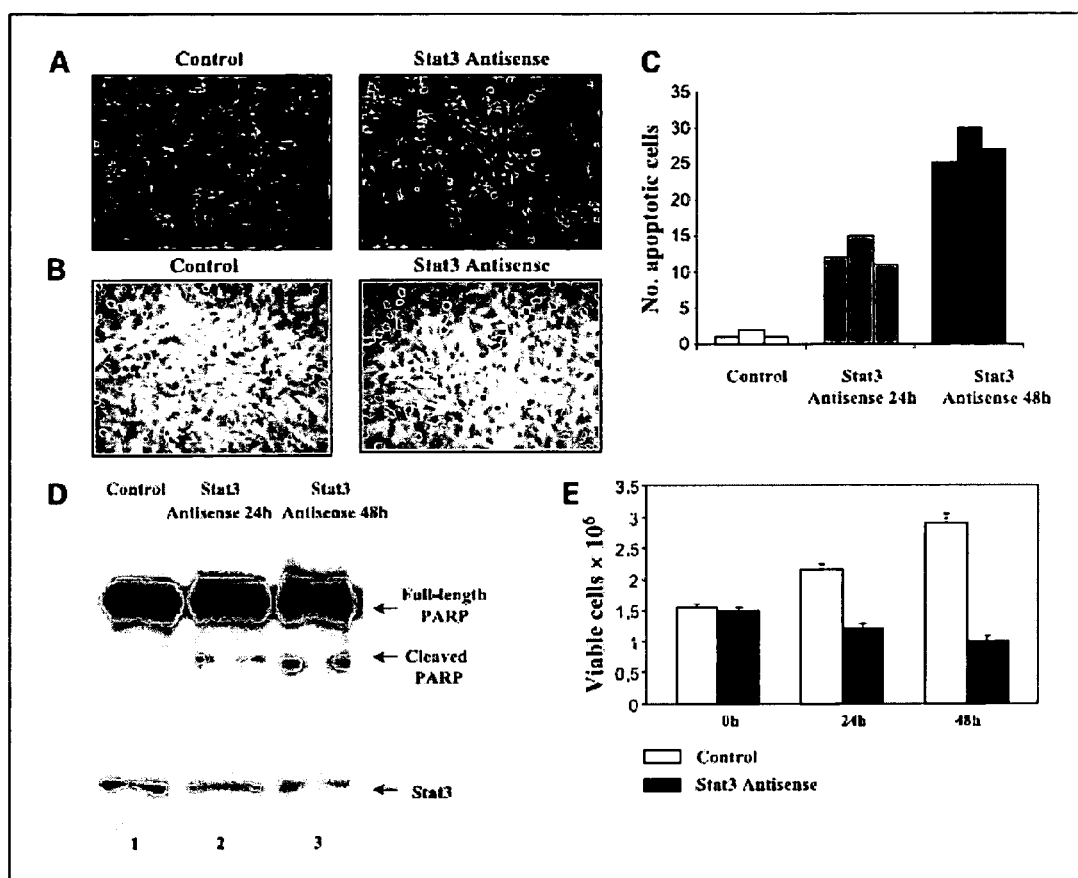 A
Control
Stat3 Antisense
B
Control
Stat3 Antisense
C
No. apoptotic cells
35
30
25
20
15
10
5
0
Control
Stat3
Antisense 24h
Stat3
Antisense 48h
D
Control
Stat3
Antisense 24h
Stat3
Antisense 48h
Full-length
PARP
Cleaved
PARP
Stat3
1
2
3
E
Viable cells × 10⁶
3.5
3
2.5
2
1.5
1
0.5
0
0h
24h
48h
Control
Stat3 Antisense